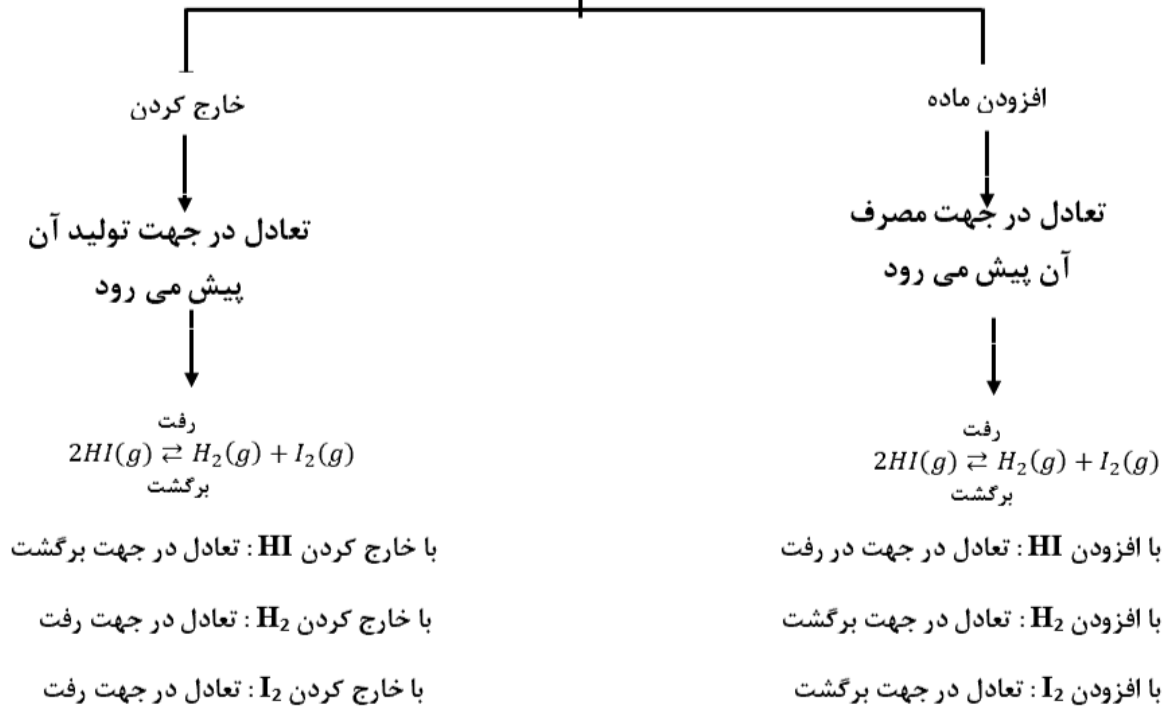 افزودن ماده
تعادل در جهت مصرف
آن پیش می رود
رفت
2HI(g) ⇄ H₂(g) + I₂(g)
برگشت
با افزودن HI : تعادل در جهت در رفت
با افزودن H₂ : تعادل در جهت برگشت
با افزودن I₂ : تعادل در جهت برگشت
خارج کردن
تعادل در جهت تولید آن
پیش می رود
رفت
2HI(g) ⇄ H₂(g) + I₂(g)
برگشت
با خارج کردن HI : تعادل در جهت برگشت
با خارج کردن H₂ : تعادل در جهت رفت
با خارج کردن I₂ : تعادل در جهت رفت